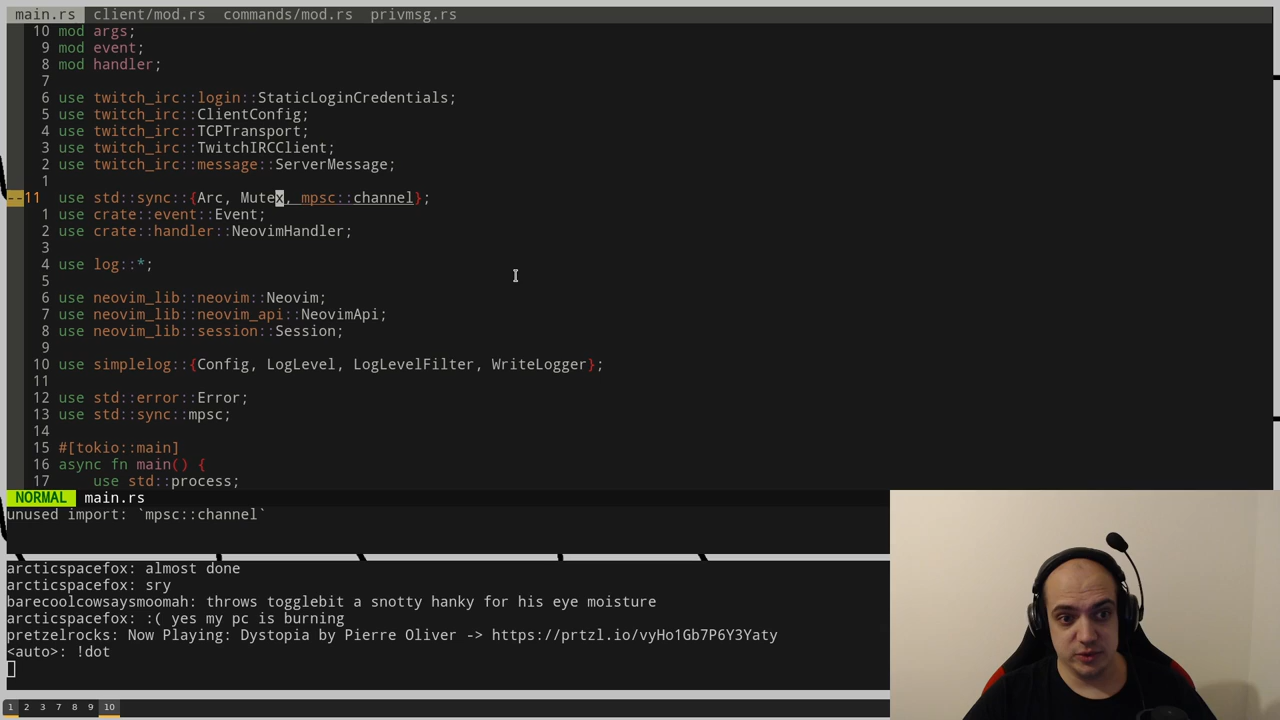 main.rs client/mod.rs commands/mod.rs privmsg.rs
10 mod args;
9 mod event;
8 mod handler;
7
6 use twitch_irc::login::StaticLoginCredentials;
5 use twitch_irc::ClientConfig;
4 use twitch_irc::TCPTransport;
3 use twitch_irc::TwitchIRCClient;
2 use twitch_irc::message::ServerMessage;
1
--11 use std::sync::{Arc, Mutex, mpsc::channel};
1 use crate::event::Event;
2 use crate::handler::NeovimHandler;
3
4 use log::*;
5
6 use neovim_lib::neovim::Neovim;
7 use neovim_lib::neovim_api::NeovimApi;
8 use neovim_lib::session::Session;
9
10 use simplelog::{Config, LogLevel, LogLevelFilter, WriteLogger};
11
12 use std::error::Error;
13 use std::sync::mpsc;
14
15 #[tokio::main]
16 async fn main() {
17 use std::process;
NORMAL main.rs
unused import: `mpsc::channel`
arcticspacefox: almost done
arcticspacefox: sry
barecoolcowsaysmoomah: throws togglebit a snotty hanky for his eye moisture
arcticspacefox: :( yes my pc is burning
pretzelrocks: Now Playing: Dystopia by Pierre Oliver -> https://prtzl.io/vyHo1Gb7P6Y3Yaty
<auto>: !dot
1 2 3 7 8 9 10